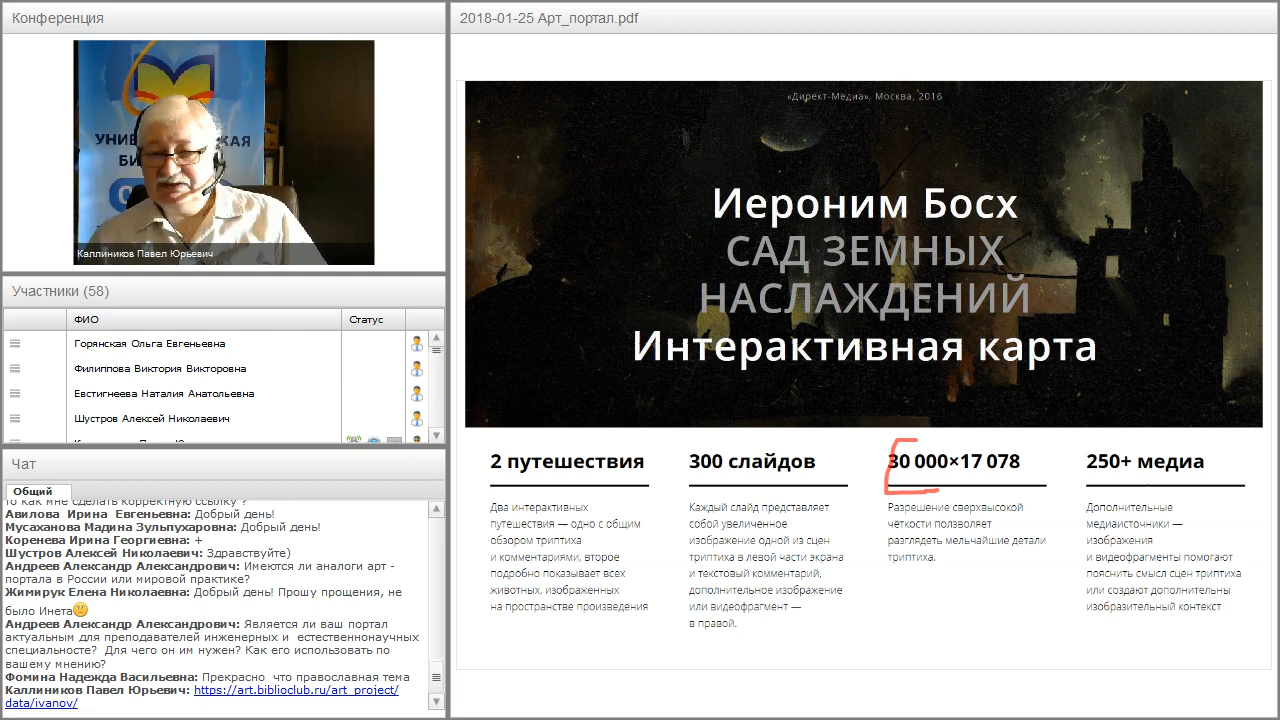 Конференция
УНИВ
СКАЯ
БИ
Каллиников Павел Юрьевич
Участники (58)
ФИО
Статус
Горянская Ольга Евгеньевна
Филиппова Виктория Викторовна
Евстигнеева Наталия Анатольевна
Шустров Алексей Николаевич
Чат
Общий
то как мне сделать корректную ссылку ?
Авилова Ирина Евгеньевна: Добрый день!
Мусаханова Мадина Зульпухаровна: Добрый день!
Коренева Ирина Георгиевна: +
Шустров Алексей Николаевич: Здравствуйте)
Андреев Александр Александрович: Имеются ли аналоги арт -
портала в России или мировой практике?
Жимирук Елена Николаевна: Добрый день! Прошу прощения, не
было Инета
Андреев Александр Александрович: Является ли ваш портал
актуальным для преподавателей инженерных и естественнонаучных
специальносте? Для чего он им нужен? Как его использовать по
вашему мнению?
Фомина Надежда Васильевна: Прекрасно что православная тема
Каллиников Павел Юрьевич: https://art.biblioclub.ru/art_project/
data/ivanov/
2018-01-25 Арт_портал.pdf
«Директ-Медиа», Москва, 2016
Иероним Босх
САД ЗЕМНЫХ
НАСЛАЖДЕНИЙ
Интерактивная карта
2 путешествия
Два интерактивных
путешествия — одно с общим
обзором триптиха
и комментариями, второе
подробно показывает всех
животных, изображенных
на пространстве произведения
300 слайдов
Каждый слайд представляет
собой увеличенное
изображение одной из сцен
триптиха в левой части экрана
и текстовый комментарий,
дополнительное изображение
или видеофрагмент —
в правой.
30 000×17 078
Разрешение сверхвысокой
чёткости ползволяет
разглядеть мельчайшие детали
триптиха.
250+ медиа
Дополнительные
медиаисточники —
изображения
и видеофрагменты помогают
пояснить смысл сцен триптиха
или создают дополнительны
изобразительный контекст